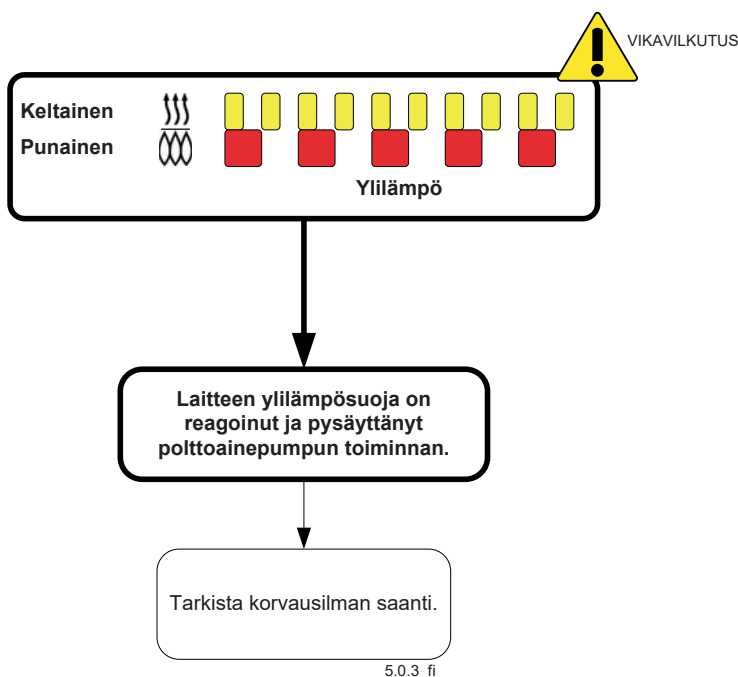 VIKAVILKUTUS
Keltainen
Punainen
Ylilämpö
Laitteen ylilämpösuoja on
reagoinut ja pysäyttänyt
polttoainepumpun toiminnan.
Tarkista korvausilman saanti.
5.0.3 fi